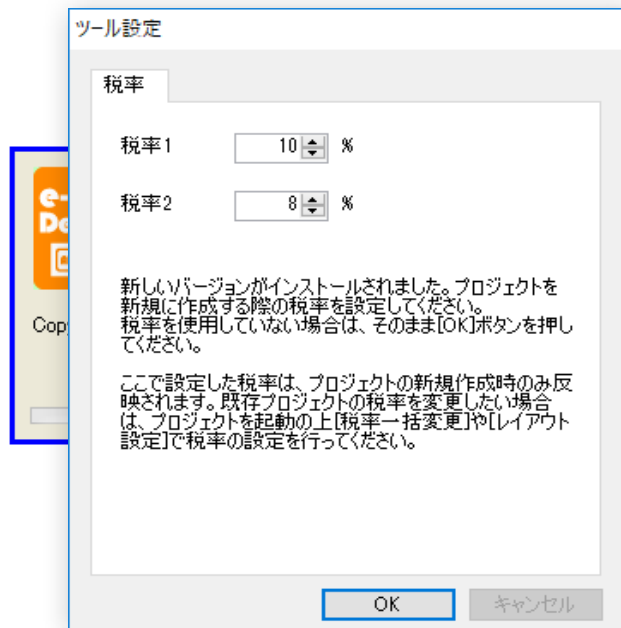 ツール設定
税率
税率1 10 %
税率2 8 %
新しいバージョンがインストールされました。プロジェクトを
新規に作成する際の税率を設定してください。
税率を使用していない場合は、そのまま[OK]ボタンを押し
てください。
ここで設定した税率は、プロジェクトの新規作成時のみ反
映されます。既存プロジェクトの税率を変更したい場合
は、プロジェクトを起動の上[税率一括変更]や[レイアウト
設定]で税率の設定を行ってください。
OK キャンセル
e-